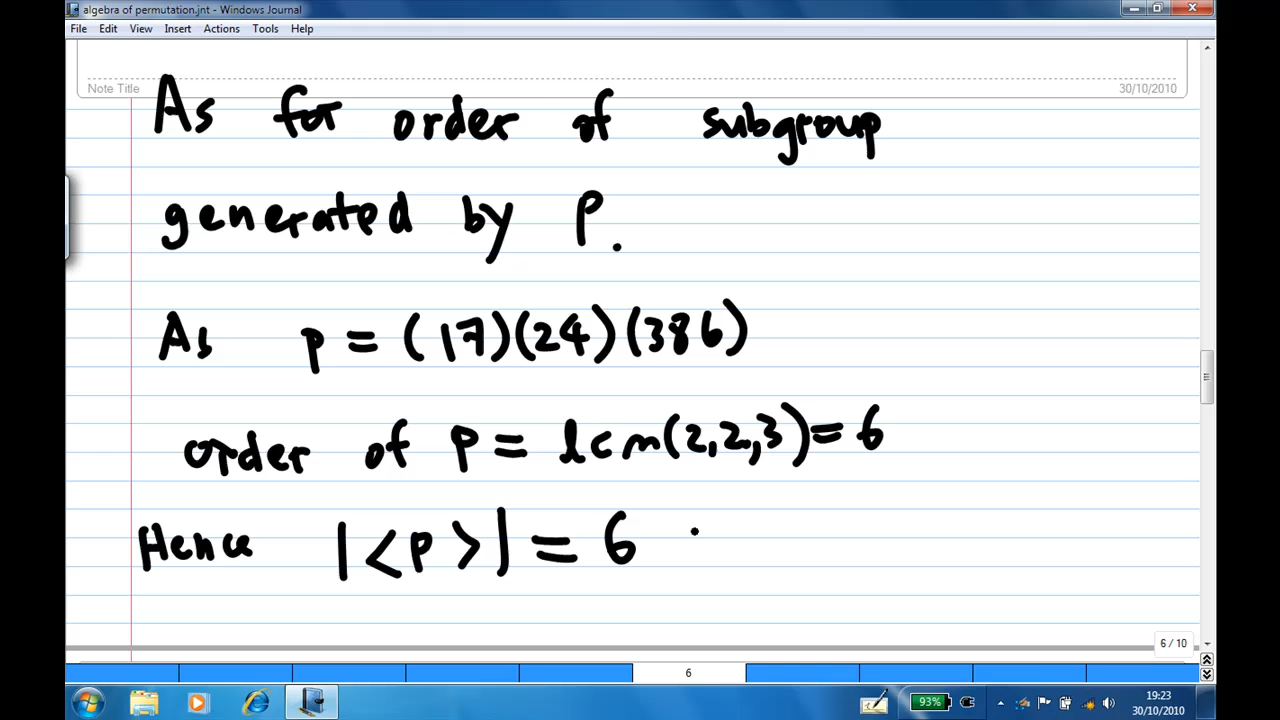 algebra of permutation.jnt - Windows Journal
File Edit View Insert Actions Tools Help
Note Title
30/10/2010
As for order of subgroup
generated by P.
As p = (17)(24)(386)
order of p = lcm(2,2,3)=6
Hence |<p>| = 6
6 / 10
6
93%
19:23
30/10/2010